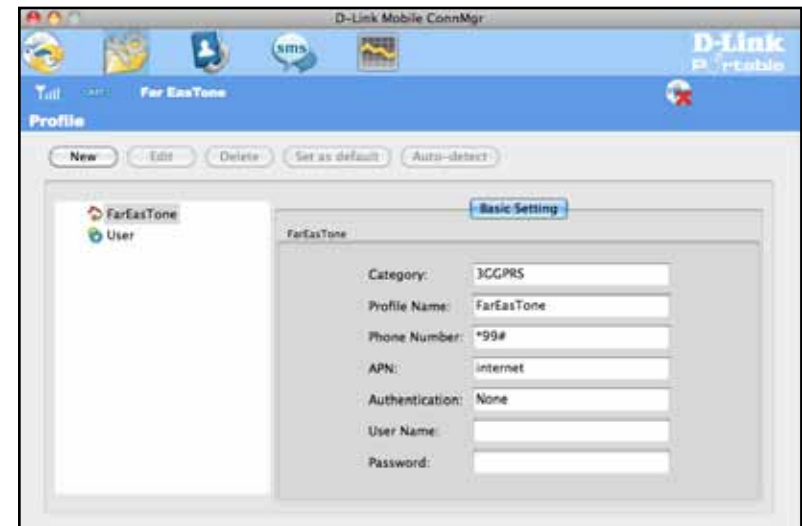 D-Link Mobile ConnMgr
sms
D-Link
Portable
Far EasTone
Profile
New Edit Delete Set as default Auto-detect
FarEasTone
User
Basic Setting
FarEasTone
Category: 3GGPRS
Profile Name: FarEasTone
Phone Number: *99#
APN: internet
Authentication: None
User Name:
Password: